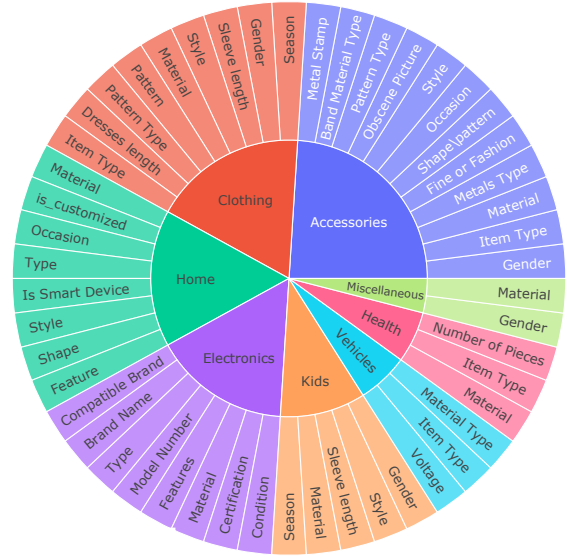 Clothing
Season
Gender
Sleeve length
Style
Material
Pattern
Pattern Type
Dresses length
Item Type
Accessories
Metal Stamp
Band Material Type
Pattern Type
Obscene Picture
Style
Occasion
Shape\pattern
Fine or Fashion
Metals Type
Material
Item Type
Gender
Home
Material
is_customized
Occasion
Type
Is Smart Device
Style
Shape
Feature
Electronics
Compatible Brand
Brand Name
Type
Model Number
Features
Material
Certification
Condition
Kids
Season
Material
Sleeve length
Style
Gender
Vehicles
Voltage
Item Type
Material Type
Health
Material
Item Type
Number of Pieces
Miscellaneous
Gender
Material